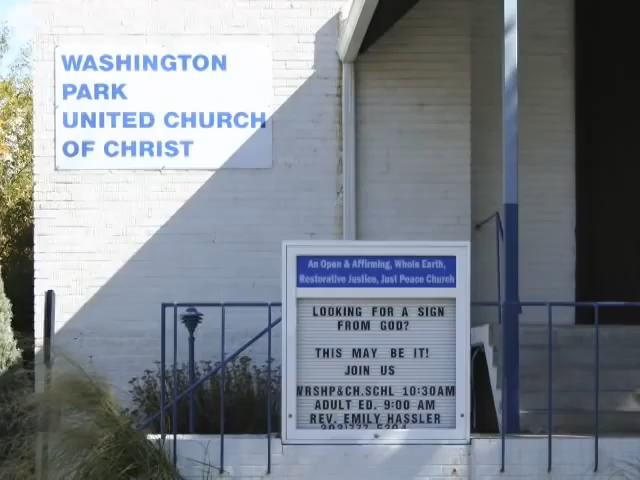 WASHINGTON
PARK
UNITED CHURCH
OF CHRIST
An Open & Affirming, Whole Earth,
Restorative Justice, Just Peace Church
LOOKING FOR A SIGN
FROM GOD?
THIS MAY BE IT!
JOIN US
WRSHP&CH.SCHL 10:30AM
ADULT ED. 9:00 AM
REV. EMILY HASSLER